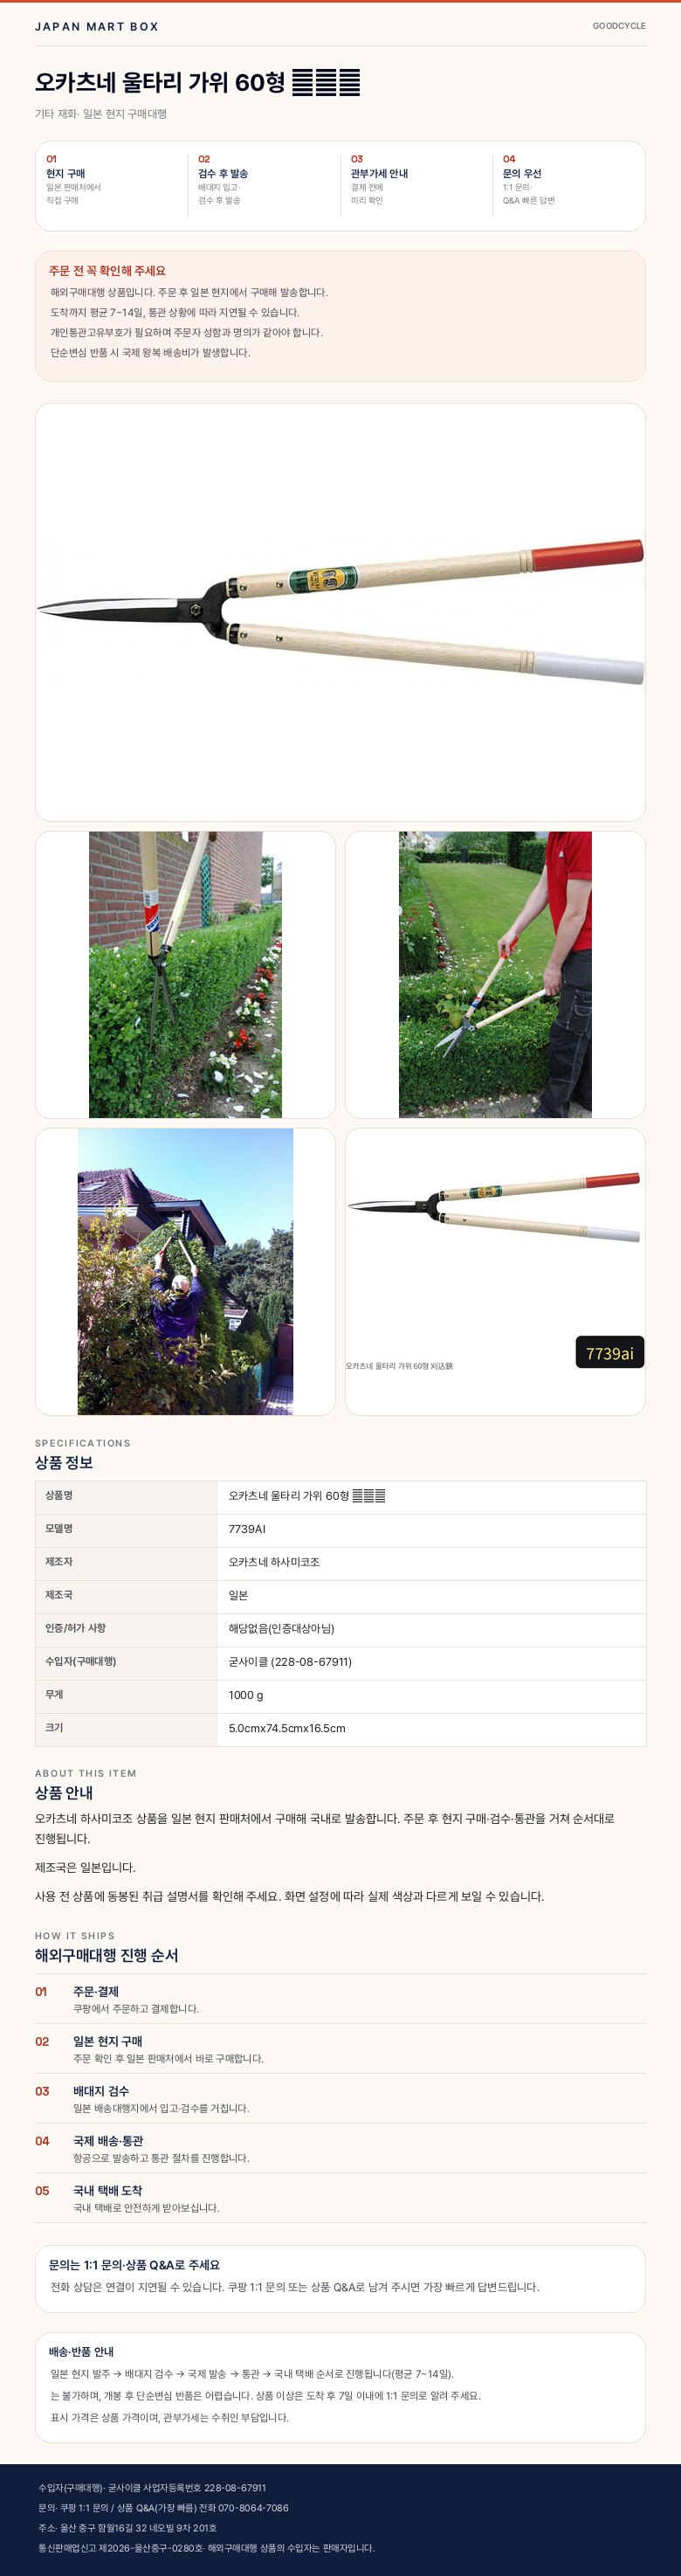 JAPAN MART BOX
GOODCYCLE
오카츠네 울타리 가위 60형
기타 재화· 일본 현지 구매대행
01
현지 구매
일본 판매처에서
직접 구매
02
검수 후 발송
배대지 입고·
검수 후 발송
03
관부가세 안내
결제 전에
미리 확인
04
문의 우선
1:1 문의·
Q&A 빠른 답변
주문 전 꼭 확인해 주세요
해외구매대행 상품입니다. 주문 후 일본 현지에서 구매해 발송합니다.
도착까지 평균 7~14일, 통관 상황에 따라 지연될 수 있습니다.
개인통관고유부호가 필요하며 주문자 성함과 명의가 같아야 합니다.
단순변심 반품 시 국제 왕복 배송비가 발생합니다.
7739ai
오카츠네 울타리 가위 60형 刈込鋏
SPECIFICATIONS
상품 정보
상품명 오카츠네 울타리 가위 60형
모델명 7739AI
제조자 오카츠네 하사미코조
제조국 일본
인증/허가 사항 해당없음(인증대상아님)
수입자(구매대행) 굳사이클 (228-08-67911)
무게 1000 g
크기 5.0cmx74.5cmx16.5cm
ABOUT THIS ITEM
상품 안내
오카츠네 하사미코조 상품을 일본 현지 판매처에서 구매해 국내로 발송합니다. 주문 후 현지 구매·검수·통관을 거쳐 순서대로
진행됩니다.
제조국은 일본입니다.
사용 전 상품에 동봉된 취급 설명서를 확인해 주세요. 화면 설정에 따라 실제 색상과 다르게 보일 수 있습니다.
HOW IT SHIPS
해외구매대행 진행 순서
01 주문·결제
쿠팡에서 주문하고 결제합니다.
02 일본 현지 구매
주문 확인 후 일본 판매처에서 바로 구매합니다.
03 배대지 검수
일본 배송대행지에서 입고·검수를 거칩니다.
04 국제 배송·통관
항공으로 발송하고 통관 절차를 진행합니다.
05 국내 택배 도착
국내 택배로 안전하게 받아보십니다.
문의는 1:1 문의·상품 Q&A로 주세요
전화 상담은 연결이 지연될 수 있습니다. 쿠팡 1:1 문의 또는 상품 Q&A로 남겨 주시면 가장 빠르게 답변드립니다.
배송·반품 안내
일본 현지 발주 → 배대지 검수 → 국제 발송 → 통관 → 국내 택배 순서로 진행됩니다(평균 7~14일).
는 불가하며, 개봉 후 단순변심 반품은 어렵습니다. 상품 이상은 도착 후 7일 이내에 1:1 문의로 알려 주세요.
표시 가격은 상품 가격이며, 관부가세는 수취인 부담입니다.
수입자(구매대행)· 굳사이클 사업자등록번호 228-08-67911
문의· 쿠팡 1:1 문의 / 상품 Q&A(가장 빠름) 전화 070-8064-7086
주소· 울산 중구 함월16길 32 네오빌 9차 201호
통신판매업신고 제2026-울산중구-0280호· 해외구매대행 상품의 수입자는 판매자입니다.